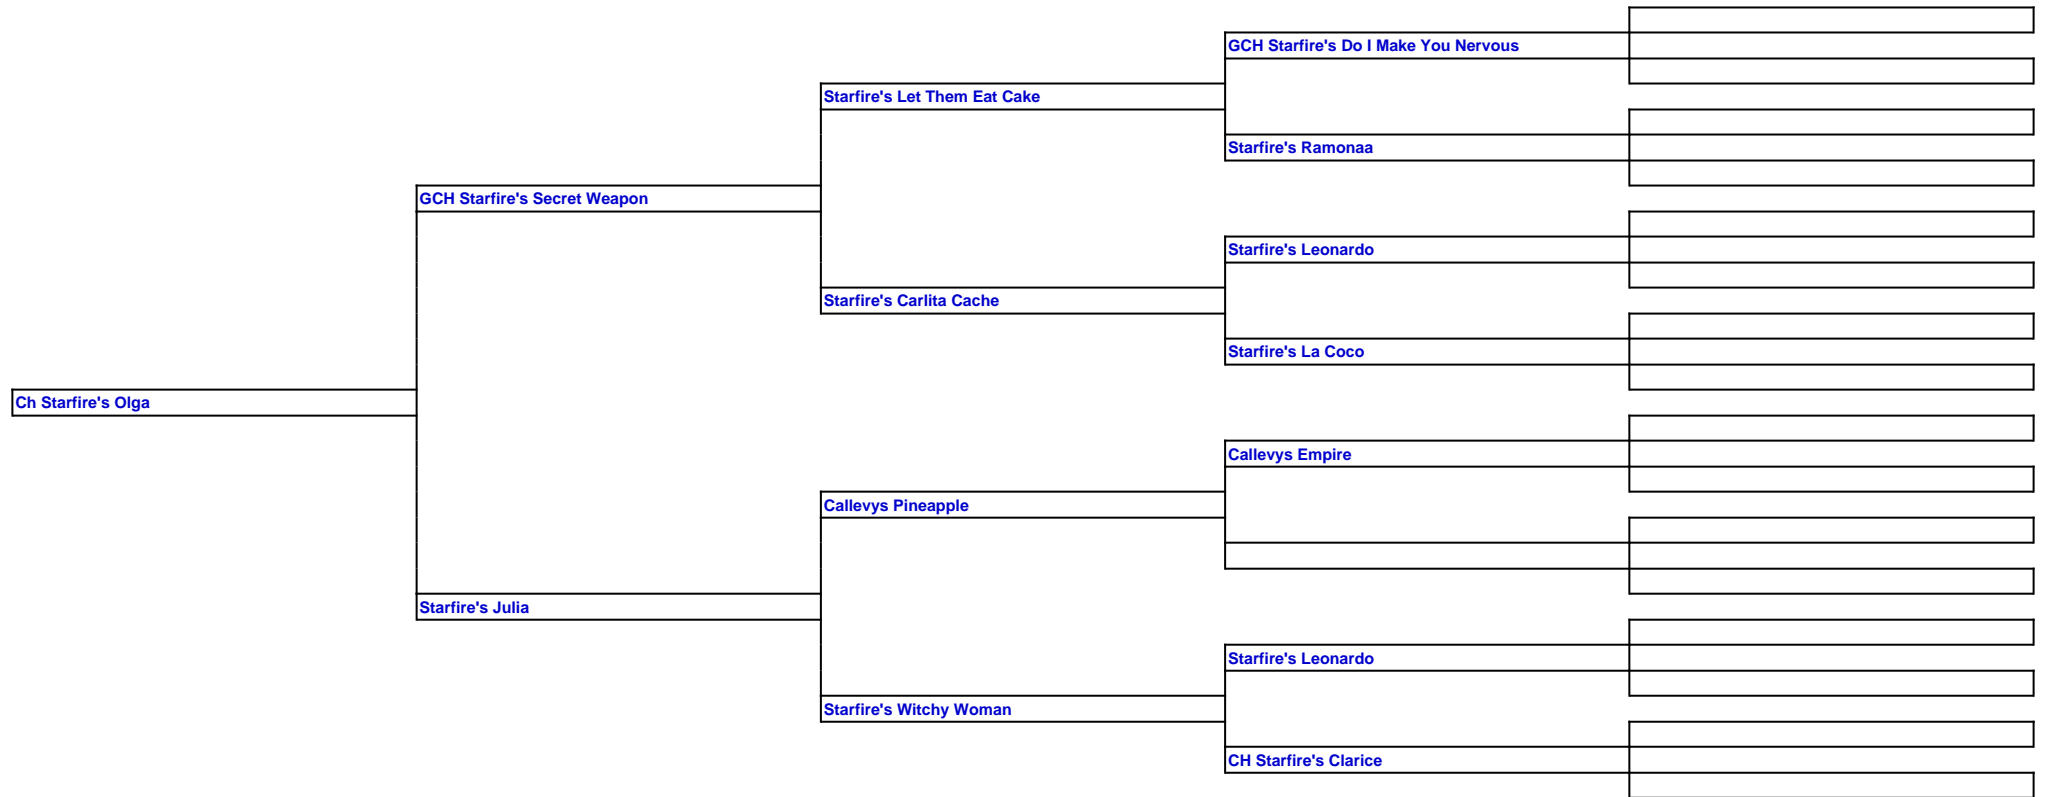 GCH Starfire's Do I Make You Nervous
Starfire's Let Them Eat Cake
Starfire's Ramonaa
GCH Starfire's Secret Weapon
Starfire's Leonardo
Starfire's Carlita Cache
Starfire's La Coco
Ch Starfire's Olga
Callevys Empire
Callevys Pineapple
Starfire's Julia
Starfire's Leonardo
Starfire's Witchy Woman
CH Starfire's Clarice